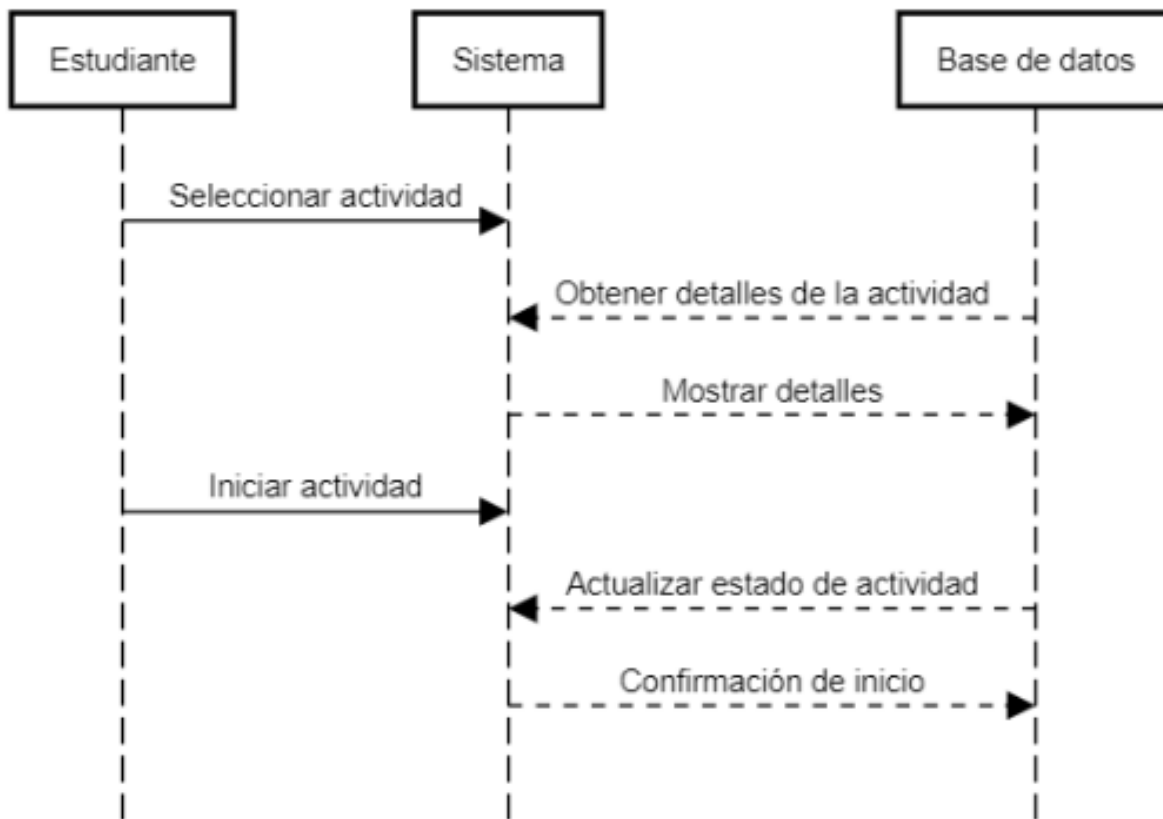 Estudiante
Sistema
Base de datos
Seleccionar actividad
Obtener detalles de la actividad
Mostrar detalles
Iniciar actividad
Actualizar estado de actividad
Confirmación de inicio